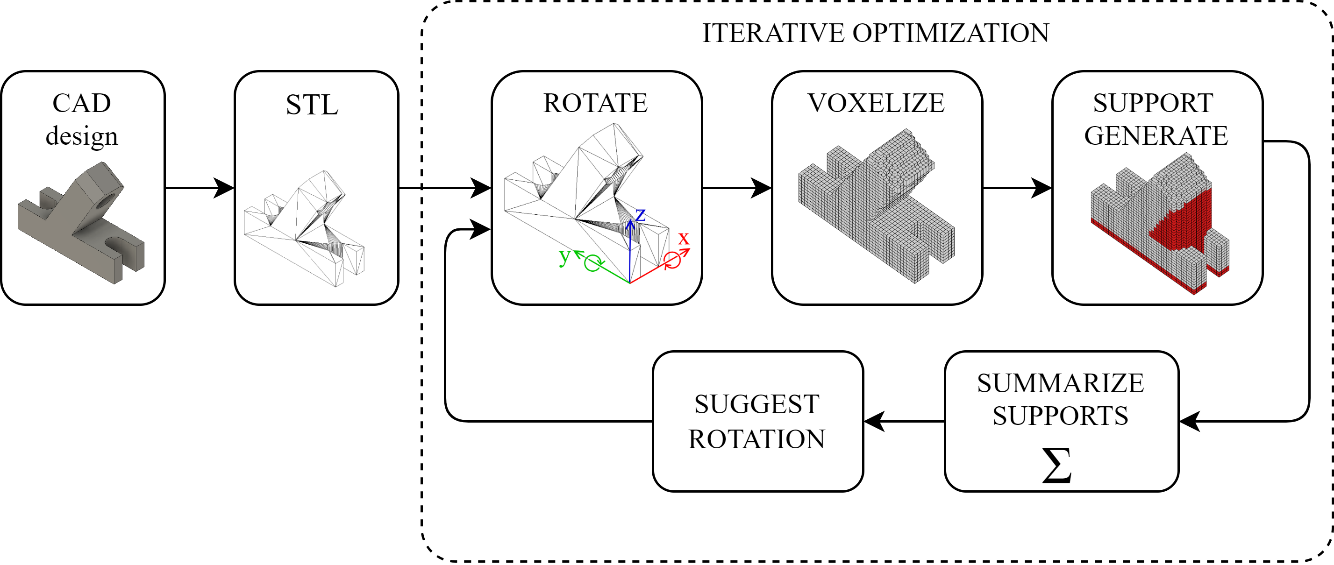 ITERATIVE OPTIMIZATION
CAD
design
STL
ROTATE
z
x
y
VOXELIZE
SUPPORT
GENERATE
SUMMARIZE
SUPPORTS
Σ
SUGGEST
ROTATION